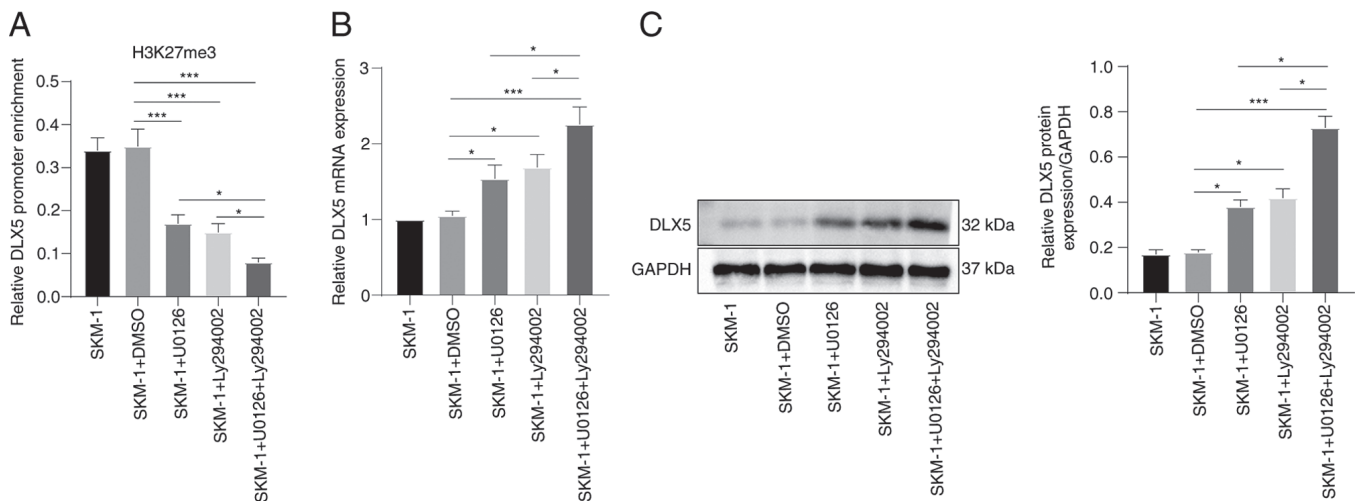 A
H3K27me3
Relative DLX5 promoter enrichment
0.5
0.4
0.3
0.2
0.1
0.0
***
***
***
*
*
SKM-1
SKM-1+DMSO
SKM-1+U0126
SKM-1+Ly294002
SKM-1+U0126+Ly294002
B
Relative DLX5 mRNA expression
3
2
1
0
*
*
***
*
*
SKM-1
SKM-1+DMSO
SKM-1+U0126
SKM-1+Ly294002
SKM-1+U0126+Ly294002
C
DLX5
32 kDa
GAPDH
37 kDa
SKM-1
SKM-1+DMSO
SKM-1+U0126
SKM-1+Ly294002
SKM-1+U0126+Ly294002
Relative DLX5 protein
expression/GAPDH
1.0
0.8
0.6
0.4
0.2
0.0
*
*
***
*
*
SKM-1
SKM-1+DMSO
SKM-1+U0126
SKM-1+Ly294002
SKM-1+U0126+Ly294002